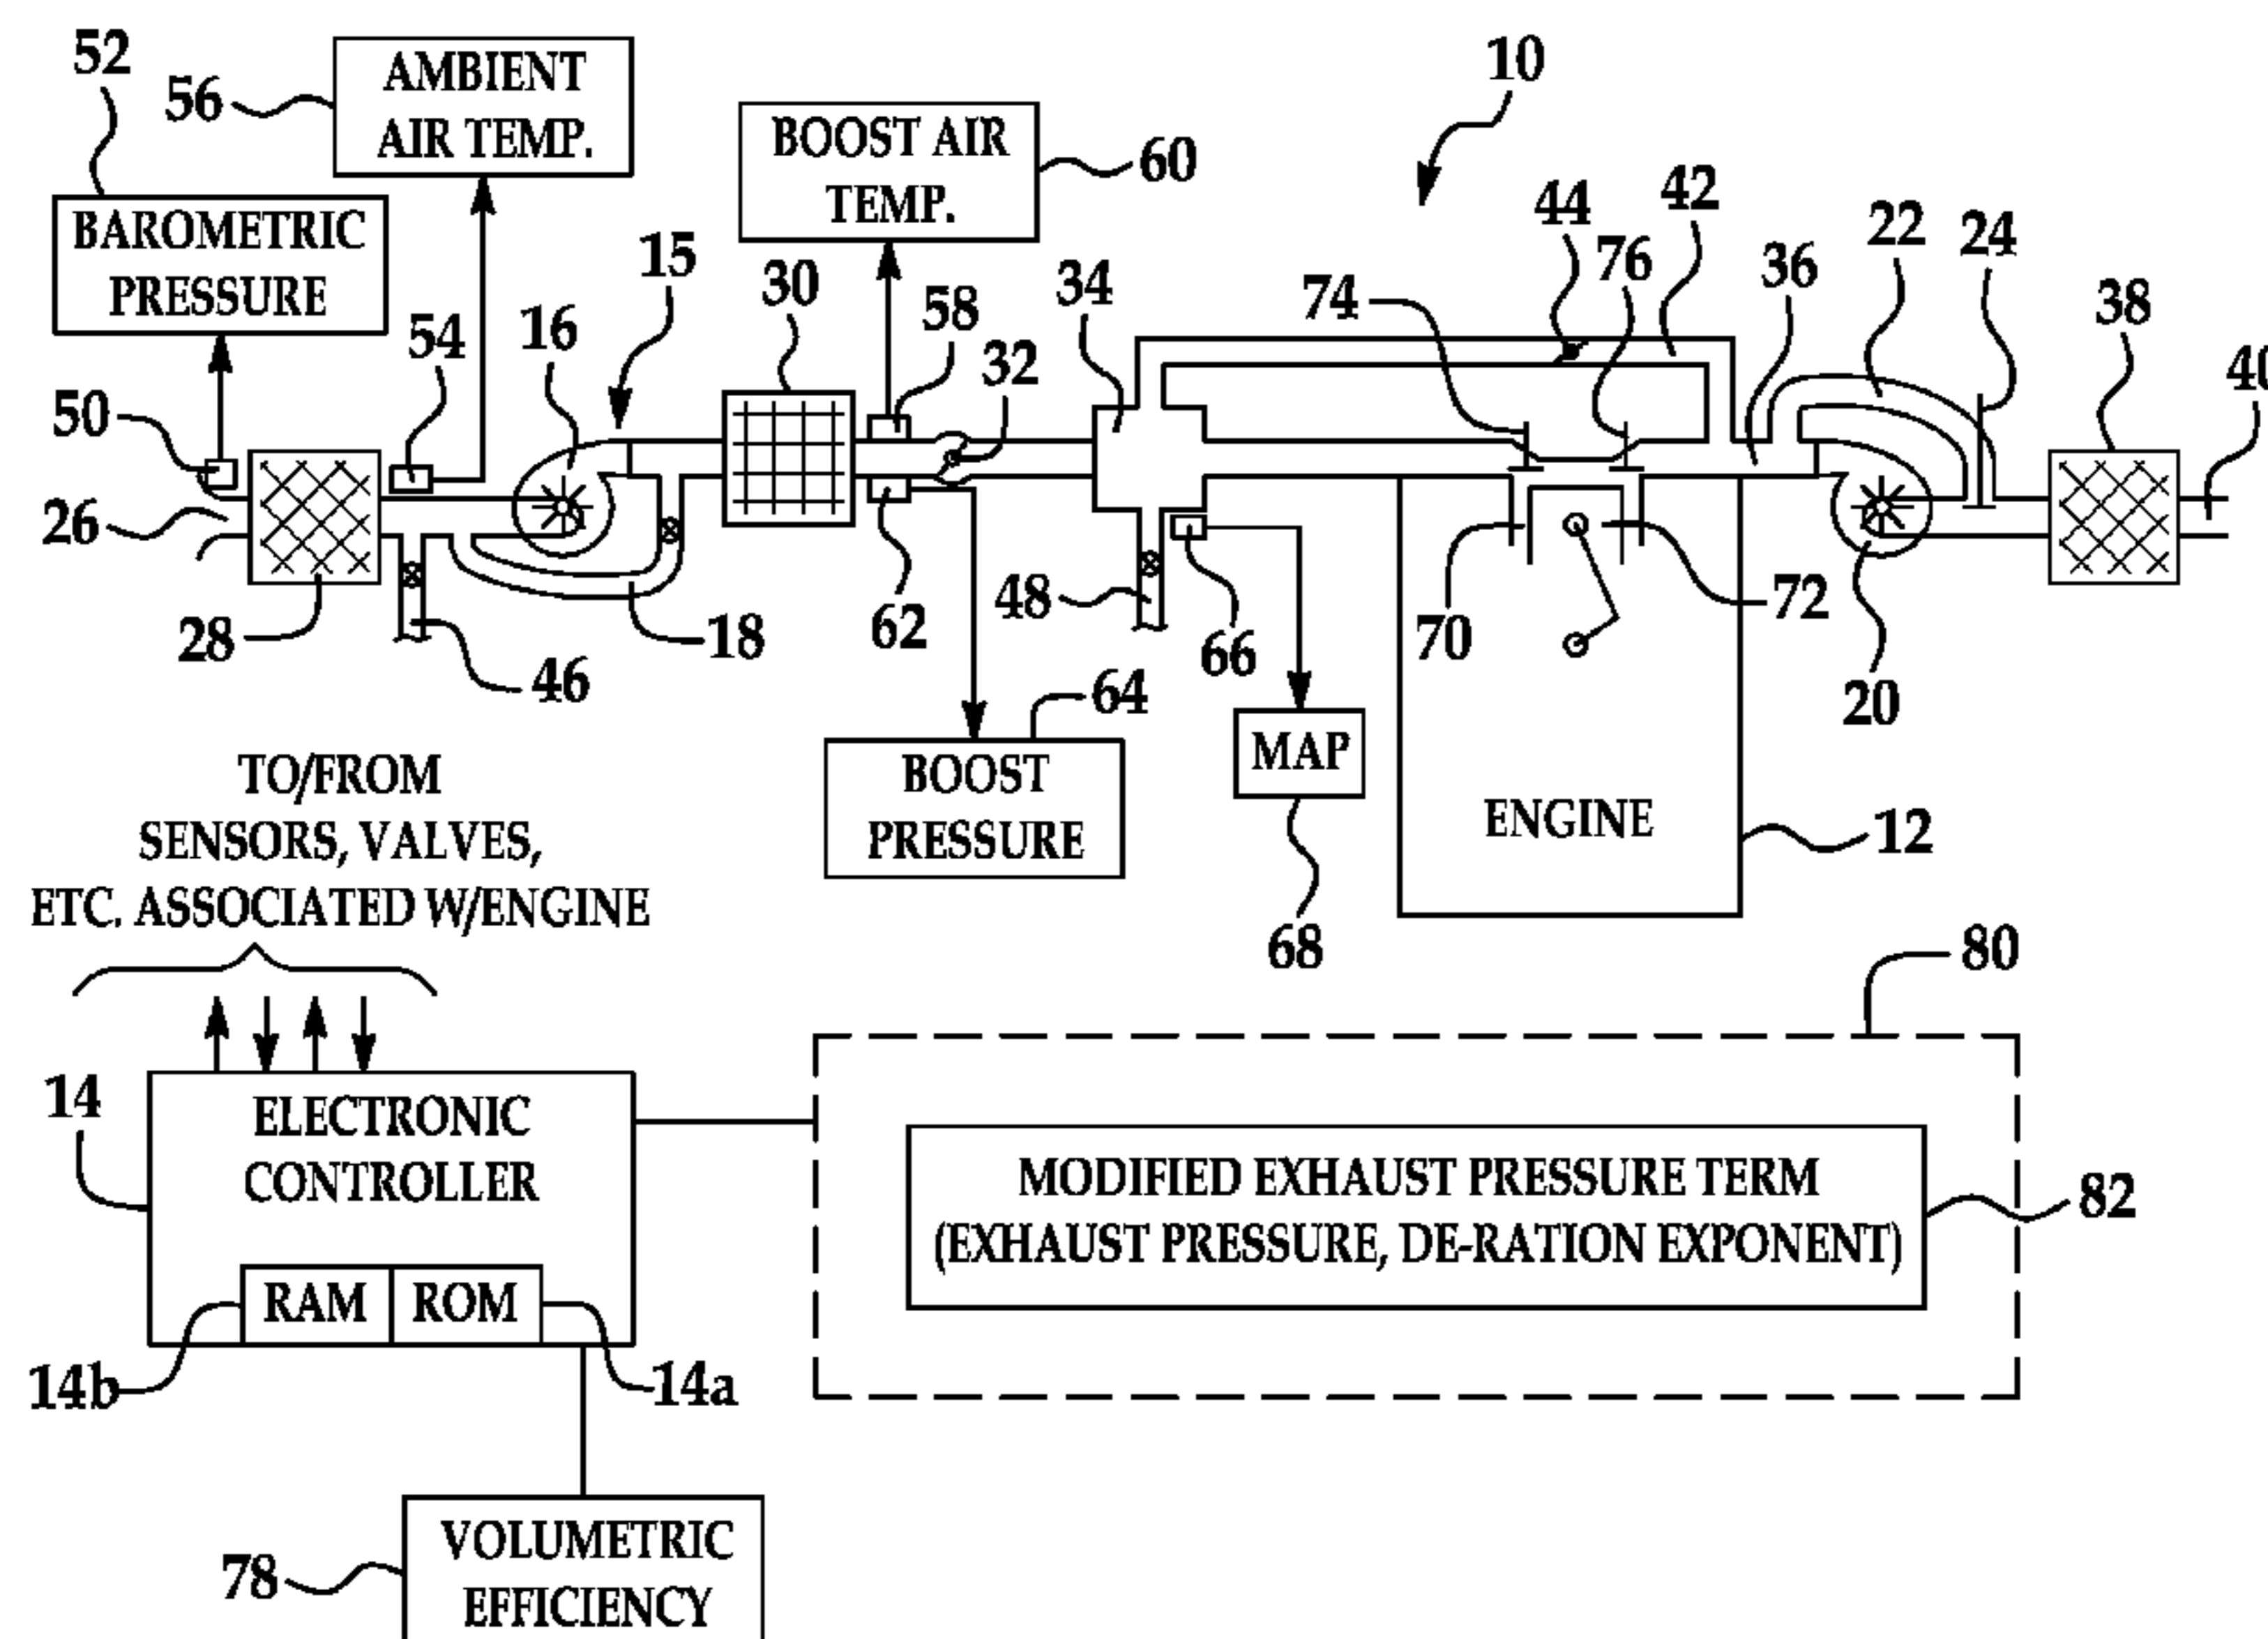 52
AMBIENT
AIR TEMP.
56
BOOST AIR
TEMP.
60
10
BAROMETRIC
PRESSURE
15
30
58
34
44
42
76
74
36
22
24
38
54
16
32
50
40
26
28
46
18
62
48
66
70
72
20
64
BOOST
PRESSURE
MAP
68
ENGINE
12
TO/FROM
SENSORS, VALVES,
ETC. ASSOCIATED W/ENGINE
80
14
ELECTRONIC
CONTROLLER
RAM
ROM
14b
14a
MODIFIED EXHAUST PRESSURE TERM
(EXHAUST PRESSURE, DE-RATION EXPONENT)
82
78
VOLUMETRIC
EFFICIENCY